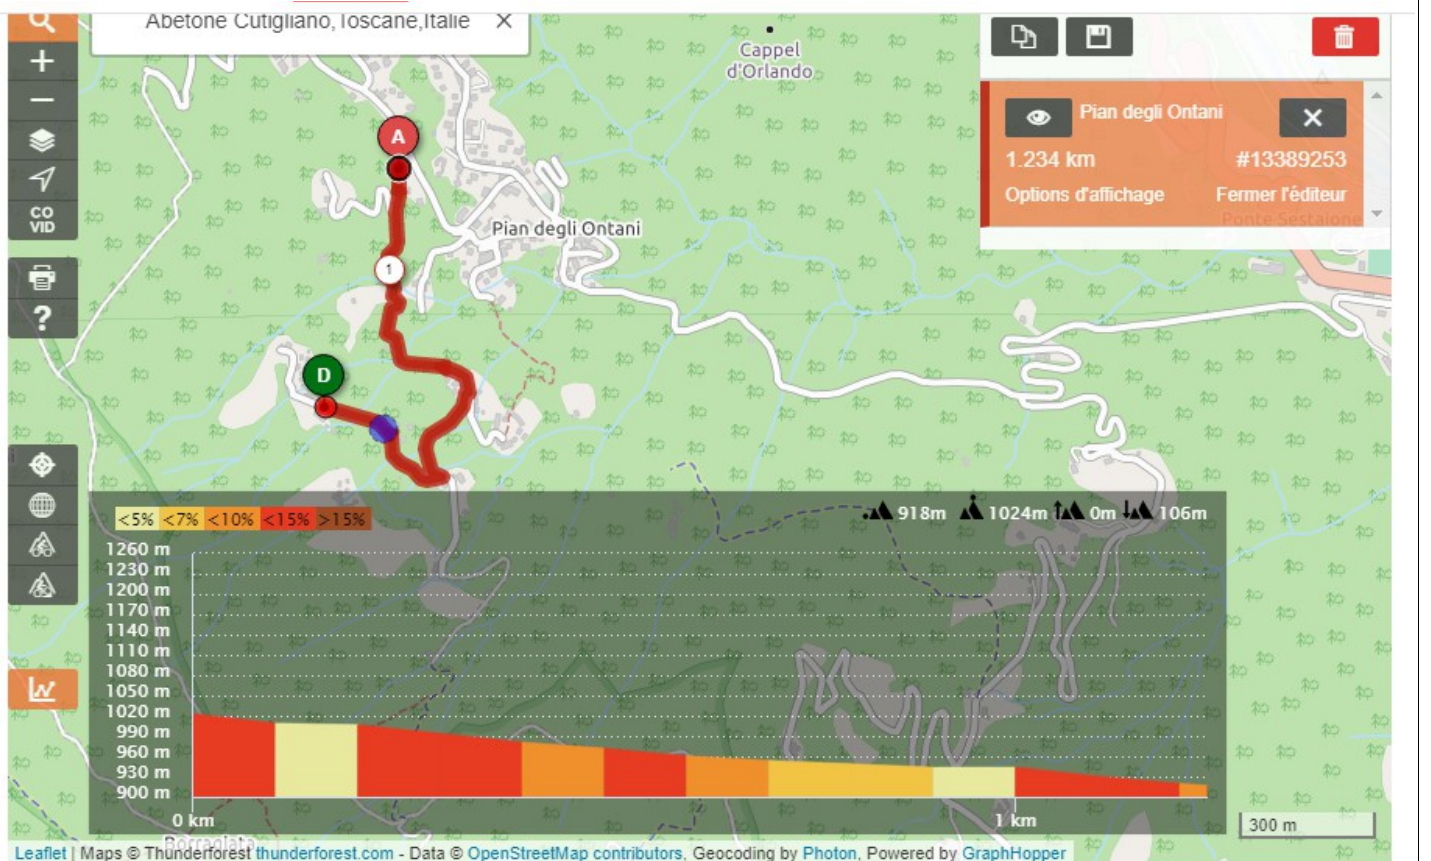 Abetone Cutigliano, Toscane, Italie
Cappel
d'Orlando
Pian degli Ontani
1.234 km
#13389253
Options d'affichage
Fermer l'éditeur
Ponte Sestaione
CO
VID
A
Pian degli Ontani
1
D
?
<5% <7% <10% <15% >15%
918m 1024m 0m 106m
1260 m
1230 m
1200 m
1170 m
1140 m
1110 m
1080 m
1050 m
1020 m
990 m
960 m
930 m
900 m
0 km
1 km
300 m
Borragiata
Leaflet | Maps © Thunderforest thunderforest.com - Data © OpenStreetMap contributors, Geocoding by Photon, Powered by GraphHopper